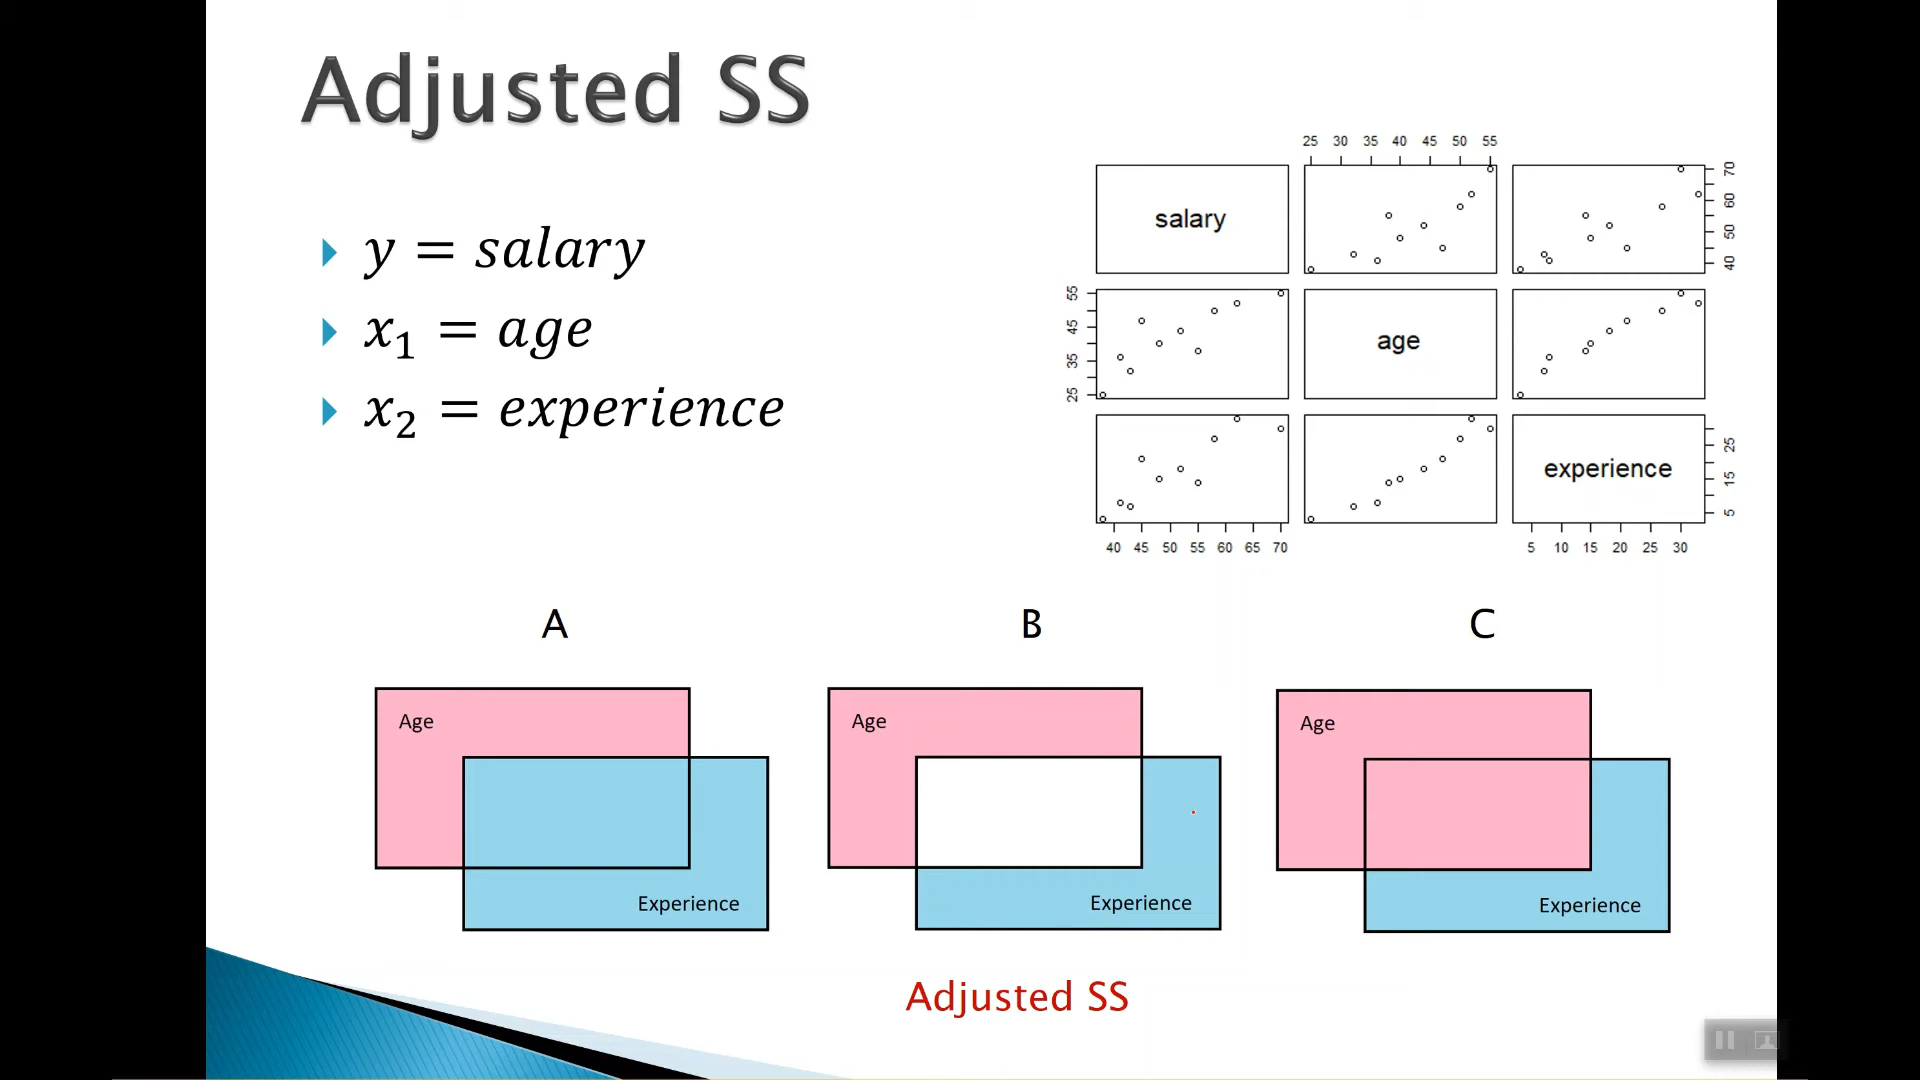 Adjusted SS
y = salary
x₁ = age
x₂ = experience
25 30 35 40 45 50 55
salary
40 50 60 70
25 35 45 55
age
experience
5 15 25
40 45 50 55 60 65 70
5 10 15 20 25 30
A B C
Age
Experience
Age
Experience
Age
Experience
Adjusted SS